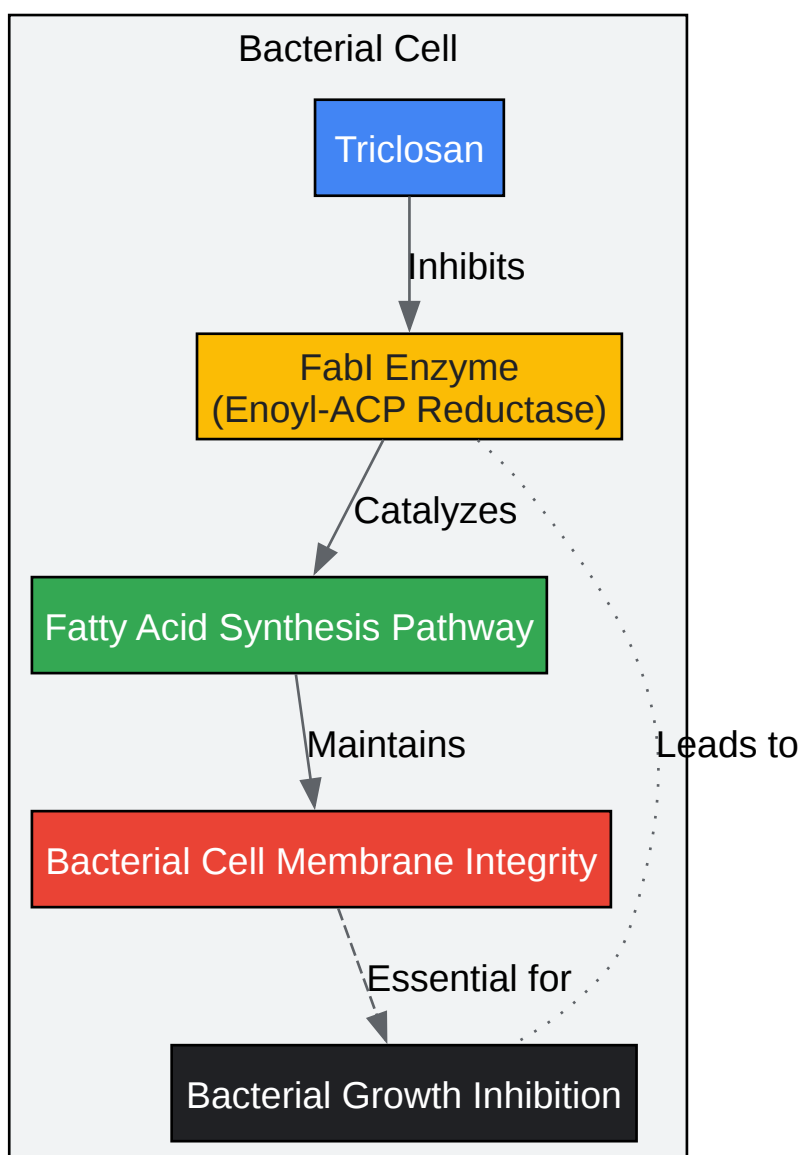 Bacterial Cell
Triclosan
Inhibits
FabI Enzyme
(Enoyl-ACP Reductase)
Catalyzes
Fatty Acid Synthesis Pathway
Maintains
Leads to
Bacterial Cell Membrane Integrity
Essential for
Bacterial Growth Inhibition